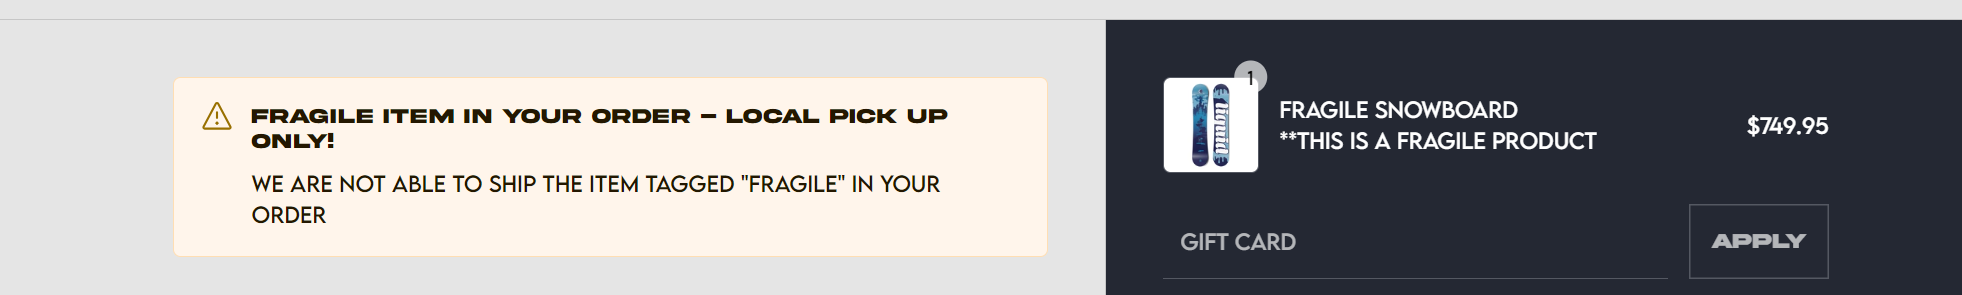 FRAGILE ITEM IN YOUR ORDER – LOCAL PICK UP
ONLY!
WE ARE NOT ABLE TO SHIP THE ITEM TAGGED "FRAGILE" IN YOUR
ORDER
1
liquid
FRAGILE SNOWBOARD
**THIS IS A FRAGILE PRODUCT
$749.95
GIFT CARD
APPLY